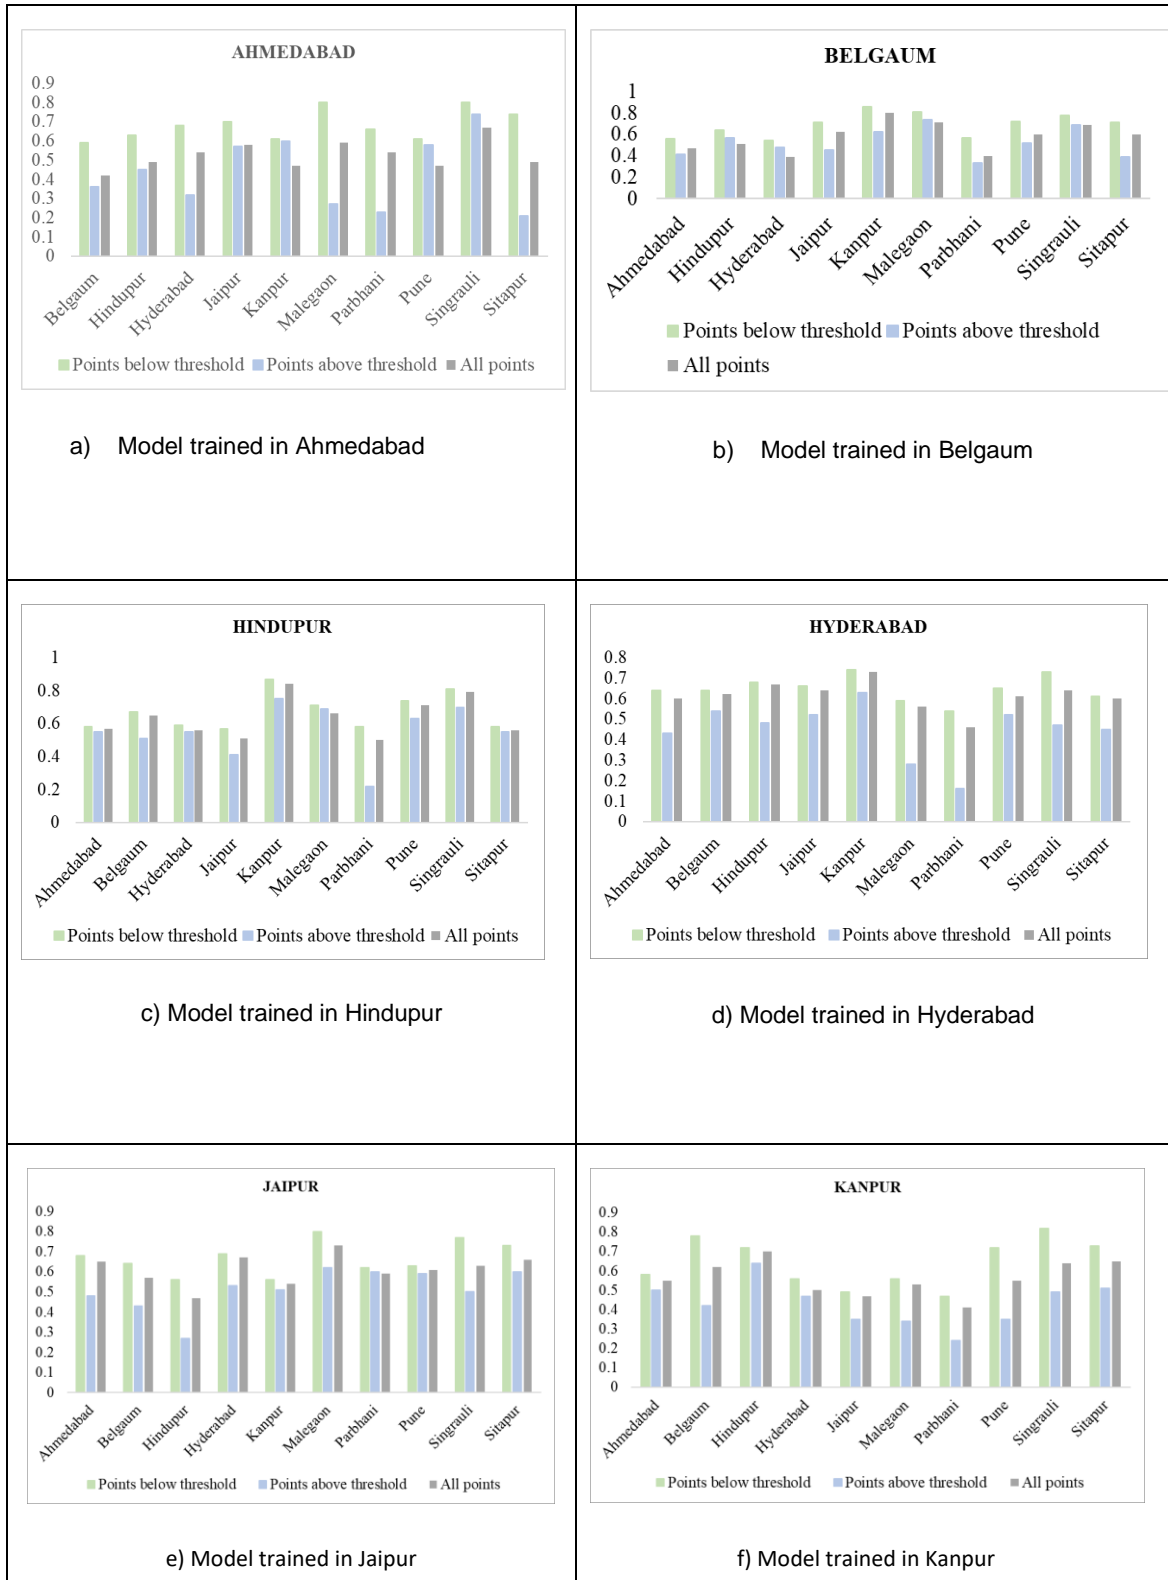 AHMEDABAD
0.9
0.8
0.7
0.6
0.5
0.4
0.3
0.2
0.1
0
Belgaum
Hindupur
Hyderabad
Jaipur
Kanpur
Malegaon
Parbhani
Pune
Singrauli
Sitapur
Points below threshold Points above threshold All points
a) Model trained in Ahmedabad
BELGAUM
1
0.8
0.6
0.4
0.2
0
Ahmedabad
Hindupur
Hyderabad
Jaipur
Kanpur
Malegaon
Parbhani
Pune
Singrauli
Sitapur
Points below threshold Points above threshold
All points
b) Model trained in Belgaum
HINDUPUR
1
0.8
0.6
0.4
0.2
0
Ahmedabad
Belgaum
Hyderabad
Jaipur
Kanpur
Malegaon
Parbhani
Pune
Singrauli
Sitapur
Points below threshold Points above threshold All points
c) Model trained in Hindupur
HYDERABAD
0.8
0.7
0.6
0.5
0.4
0.3
0.2
0.1
0
Ahmedabad
Belgaum
Hindupur
Jaipur
Kanpur
Malegaon
Parbhani
Pune
Singrauli
Sitapur
Points below threshold Points above threshold All points
d) Model trained in Hyderabad
JAIPUR
0.9
0.8
0.7
0.6
0.5
0.4
0.3
0.2
0.1
0
Ahmedabad
Belgaum
Hindupur
Hyderabad
Kanpur
Malegaon
Parbhani
Pune
Singrauli
Sitapur
Points below threshold Points above threshold All points
e) Model trained in Jaipur
KANPUR
0.9
0.8
0.7
0.6
0.5
0.4
0.3
0.2
0.1
0
Ahmedabad
Belgaum
Hindupur
Hyderabad
Jaipur
Malegaon
Parbhani
Pune
Singrauli
Sitapur
Points below threshold Points above threshold All points
f) Model trained in Kanpur